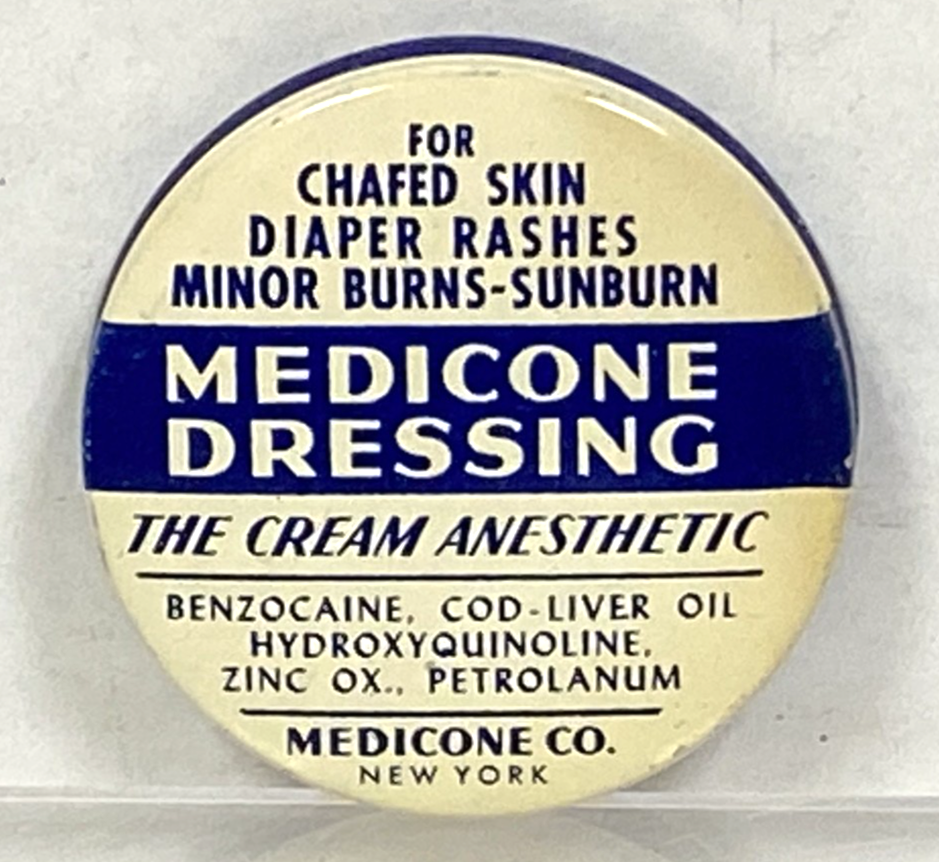 FOR
CHAFED SKIN
DIAPER RASHES
MINOR BURNS-SUNBURN
MEDICONE
DRESSING
THE CREAM ANESTHETIC
BENZOCAINE, COD-LIVER OIL
HYDROXYQUINOLINE,
ZINC OX., PETROLANUM
MEDICONE CO.
NEW YORK